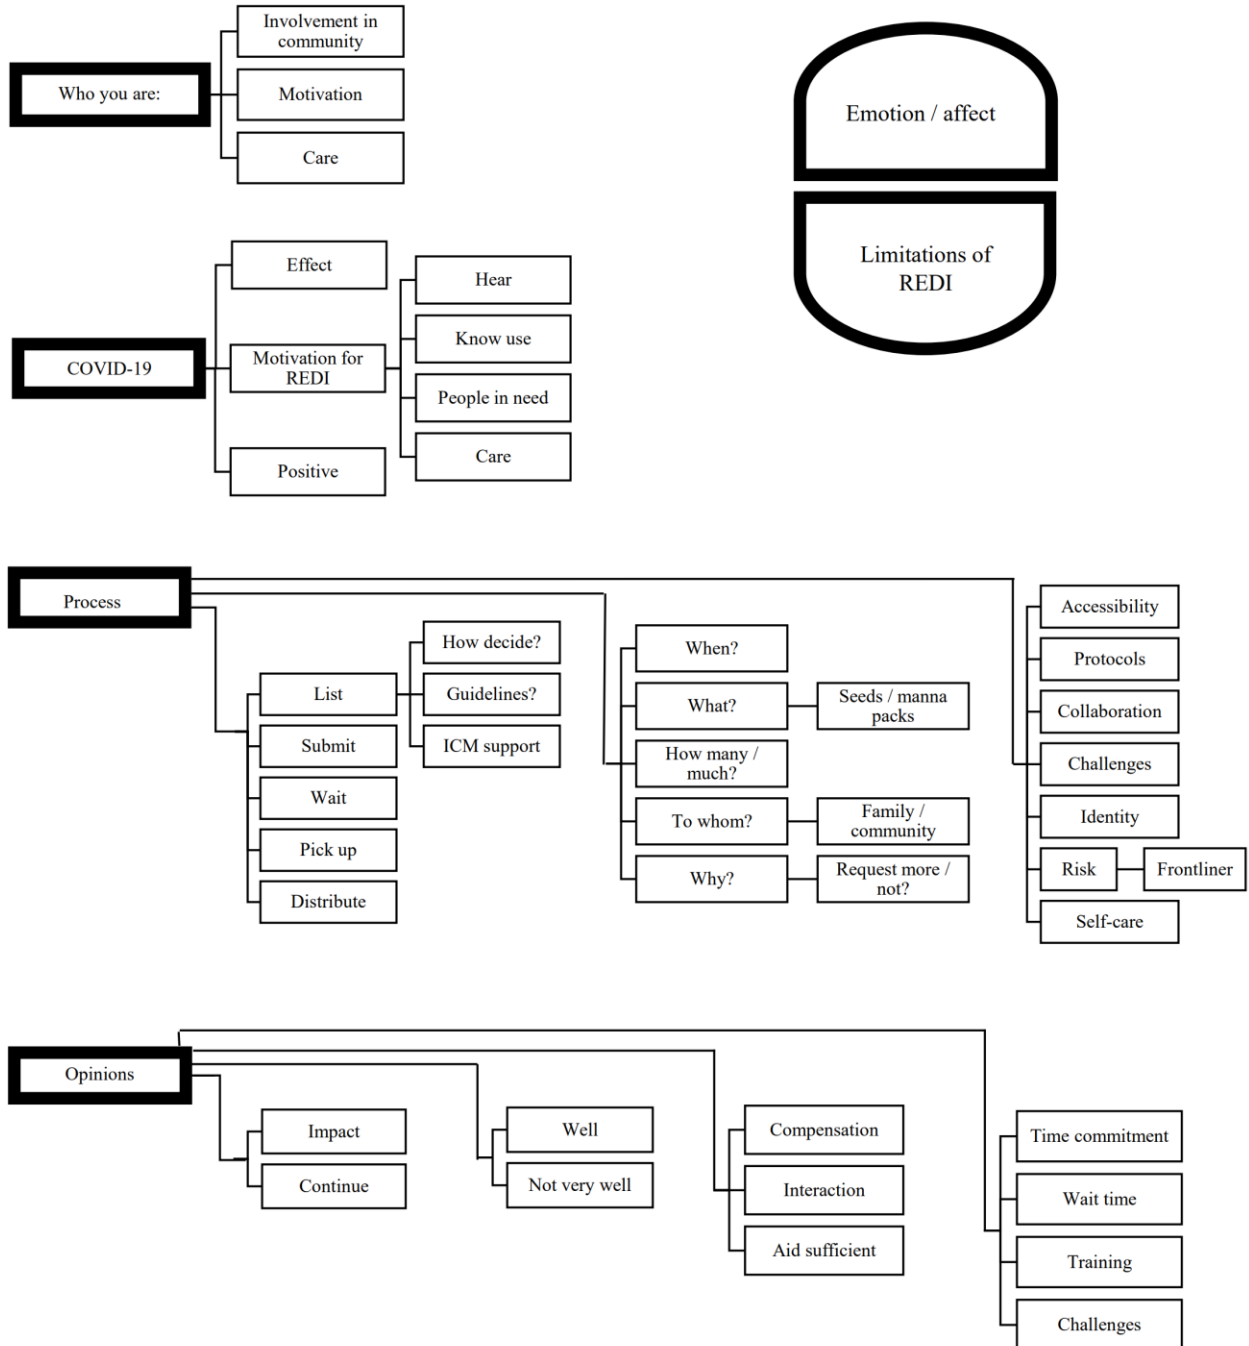 Involvement in
community
Who you are:
Motivation
Care
Emotion / affect
Limitations of
REDI
Effect
Hear
Know use
COVID-19
Motivation for
REDI
People in need
Care
Positive
Process
List
Submit
Wait
Pick up
Distribute
How decide?
Guidelines?
ICM support
When?
What?
Seeds / manna
packs
How many /
much?
To whom?
Family /
community
Why?
Request more /
not?
Accessibility
Protocols
Collaboration
Challenges
Identity
Risk
Frontliner
Self-care
Opinions
Impact
Continue
Well
Not very well
Compensation
Interaction
Aid sufficient
Time commitment
Wait time
Training
Challenges